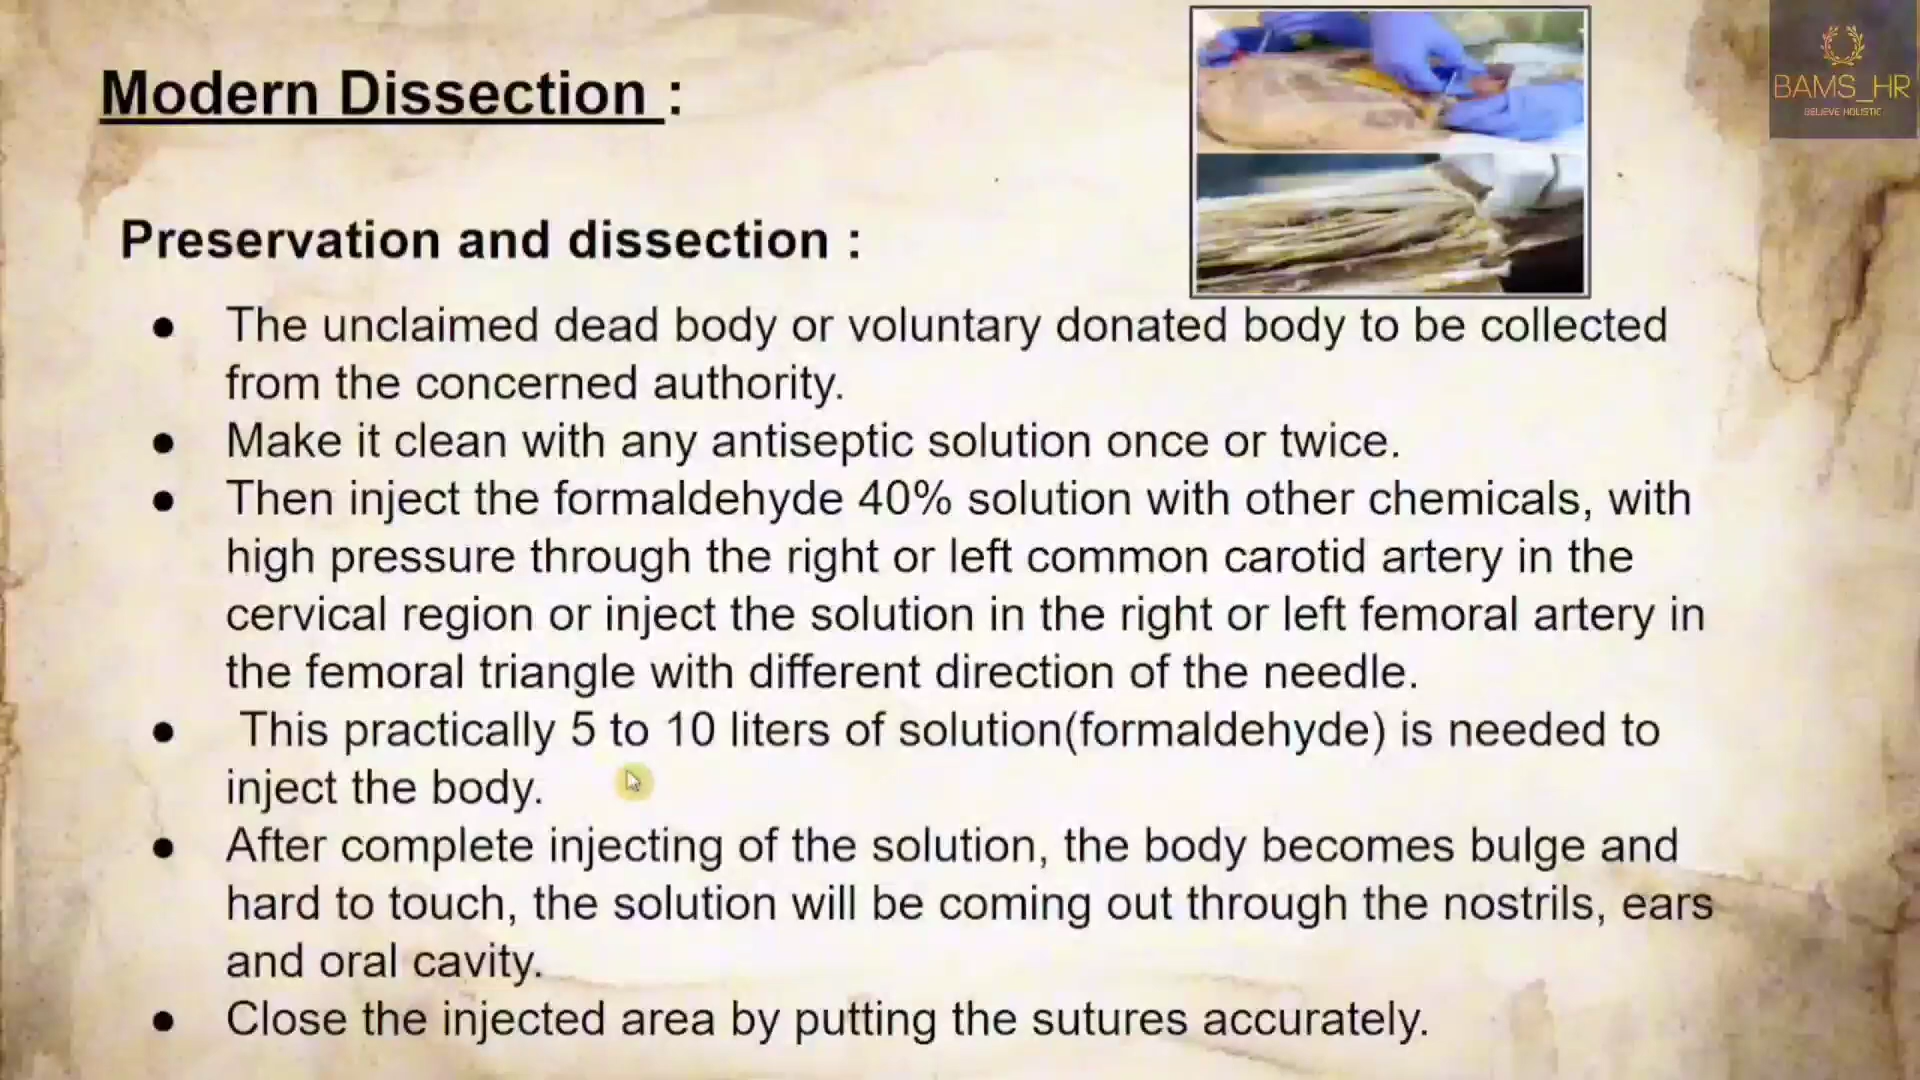 Modern Dissection :
BAMS_HR
BELIEVE HOLISTIC
Preservation and dissection :
● The unclaimed dead body or voluntary donated body to be collected
from the concerned authority.
● Make it clean with any antiseptic solution once or twice.
● Then inject the formaldehyde 40% solution with other chemicals, with
high pressure through the right or left common carotid artery in the
cervical region or inject the solution in the right or left femoral artery in
the femoral triangle with different direction of the needle.
● This practically 5 to 10 liters of solution(formaldehyde) is needed to
inject the body.
● After complete injecting of the solution, the body becomes bulge and
hard to touch, the solution will be coming out through the nostrils, ears
and oral cavity.
● Close the injected area by putting the sutures accurately.